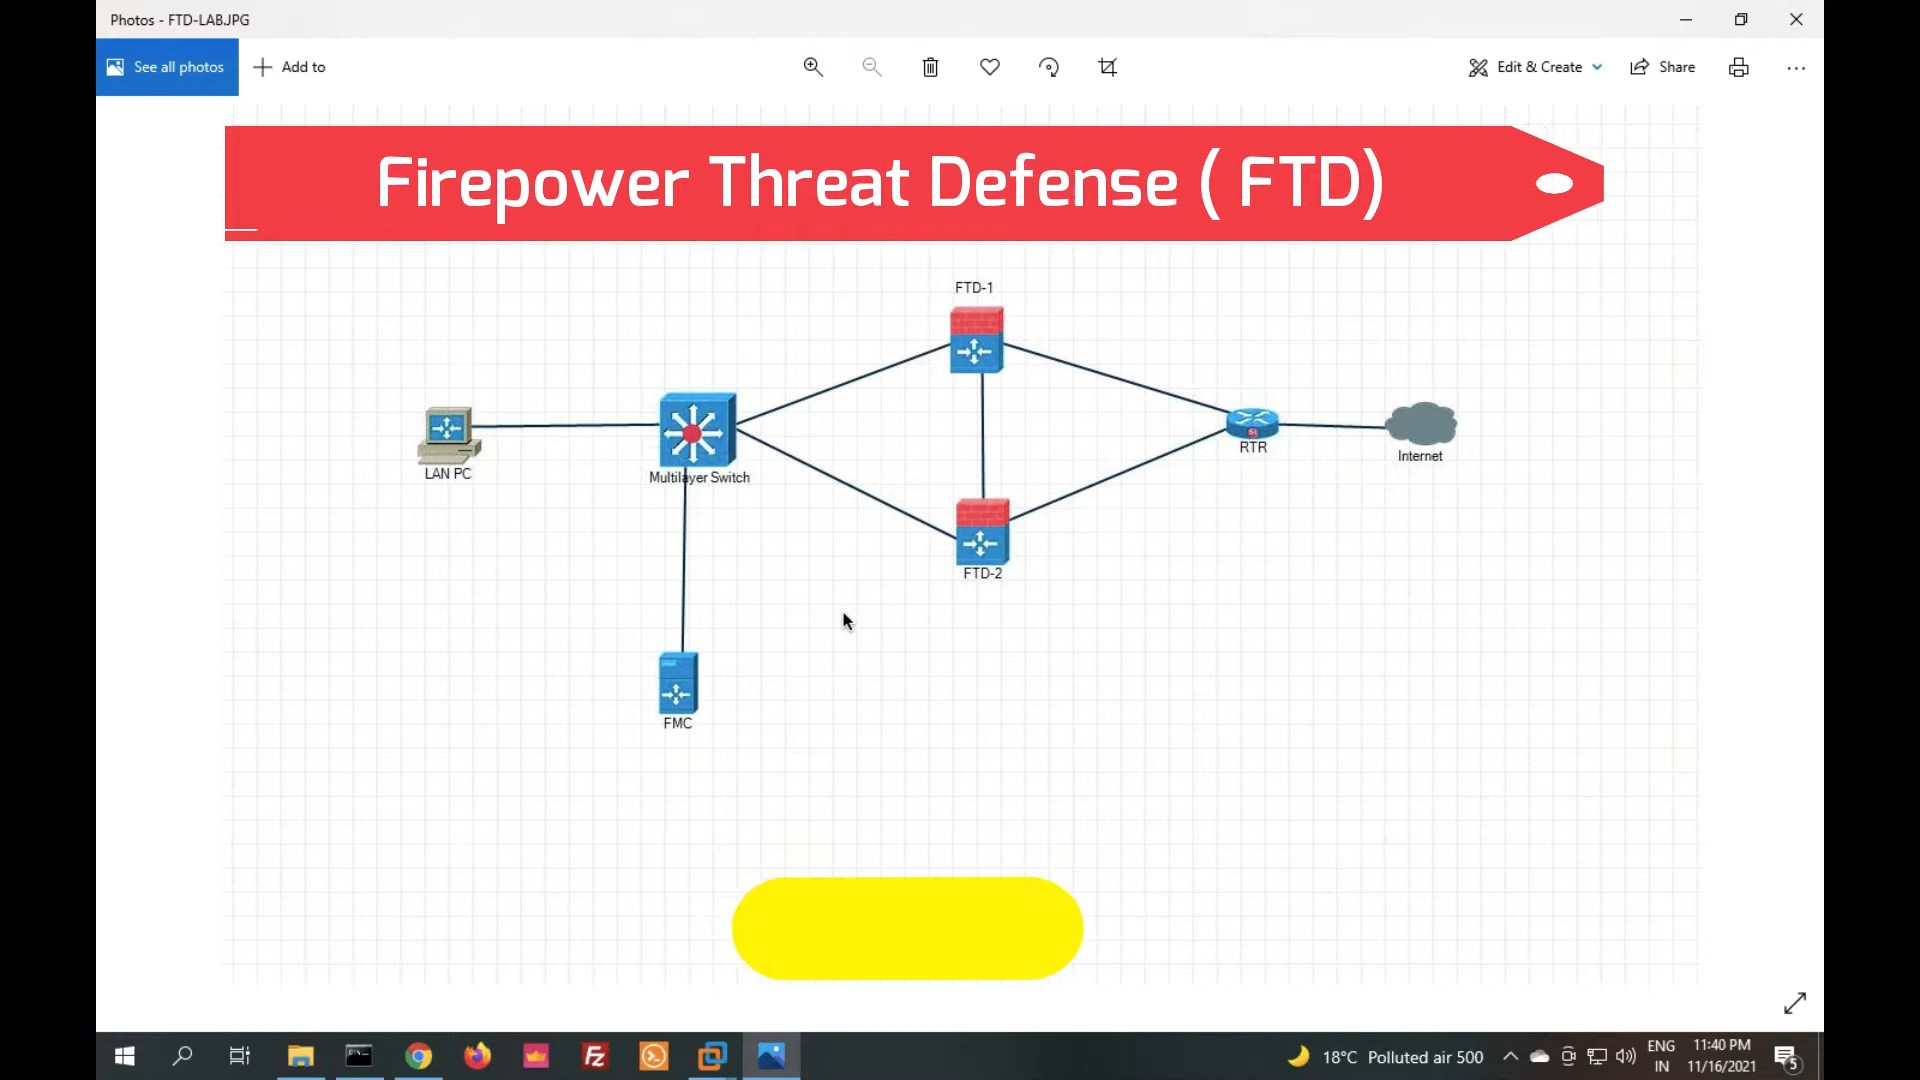 Photos - FTD-LAB.JPG
See all photos
Add to
Edit & Create
Share
Firepower Threat Defense ( FTD)
FTD-1
LAN PC
Multilayer Switch
RTR
Internet
FTD-2
FMC
18°C Polluted air 500
ENG
IN
11:40 PM
11/16/2021
5